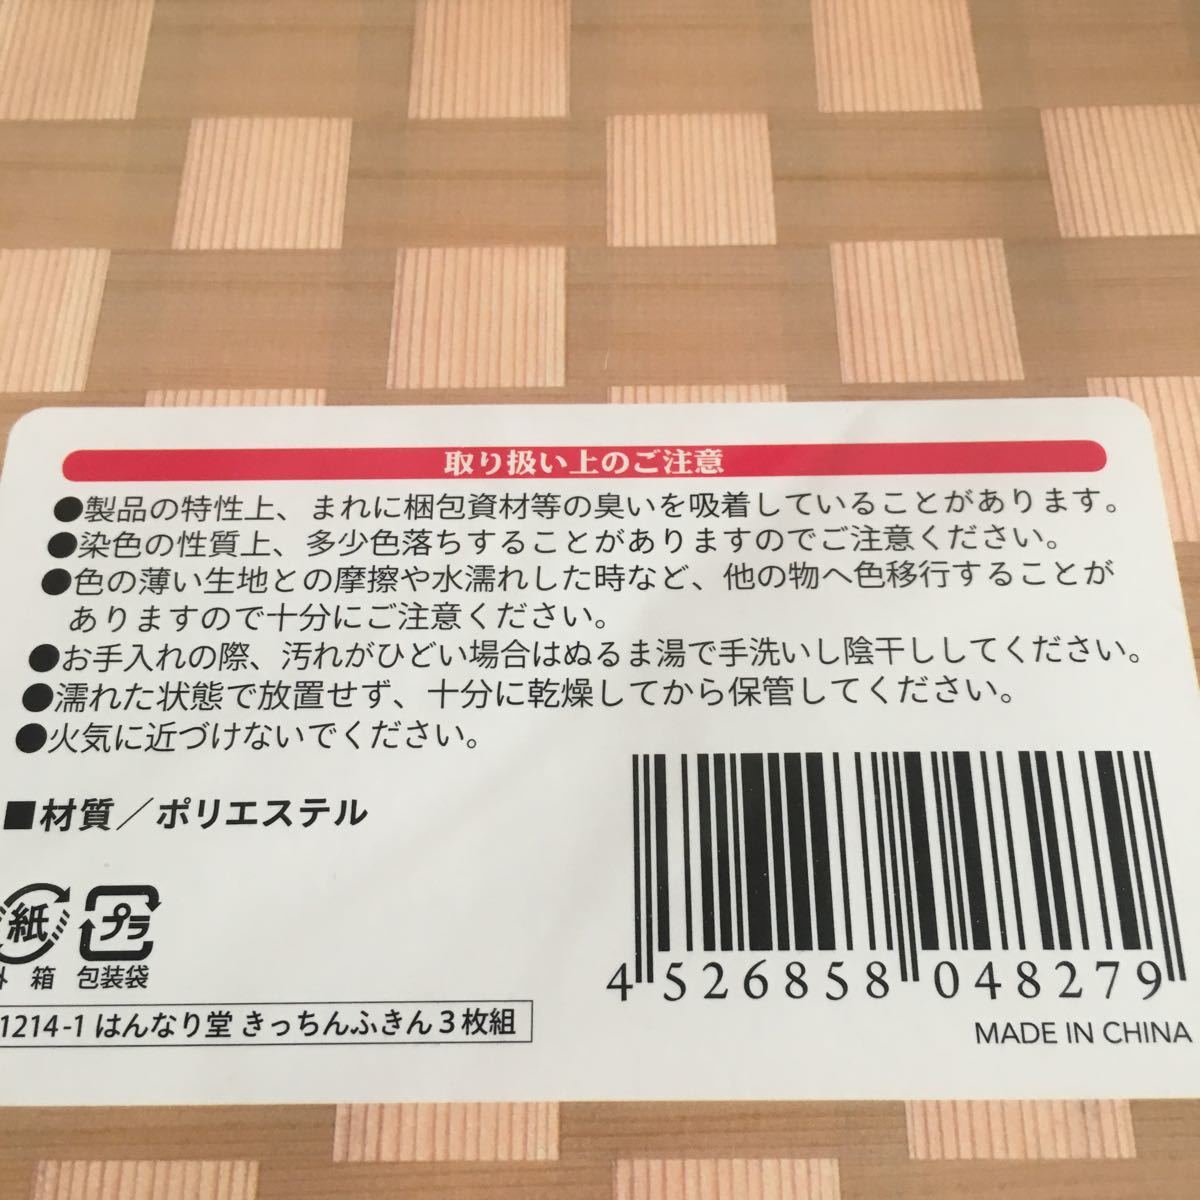 取り扱い上のご注意
●製品の特性上、まれに梱包資材等の臭いを吸着していることがあります。
●染色の性質上、多少色落ちすることがありますのでご注意ください。
●色の薄い生地との摩擦や水濡れした時など、他の物へ色移行することが
ありますので十分にご注意ください。
●お手入れの際、汚れがひどい場合はぬるま湯で手洗いし陰干ししてください。
●濡れた状態で放置せず、十分に乾燥してから保管してください。
●火気に近づけないでください。
■材質／ポリエステル
紙 プラ
箱 包装袋
1214-1 はんなり堂 きっちんふきん３枚組
4 526858 048279
MADE IN CHINA